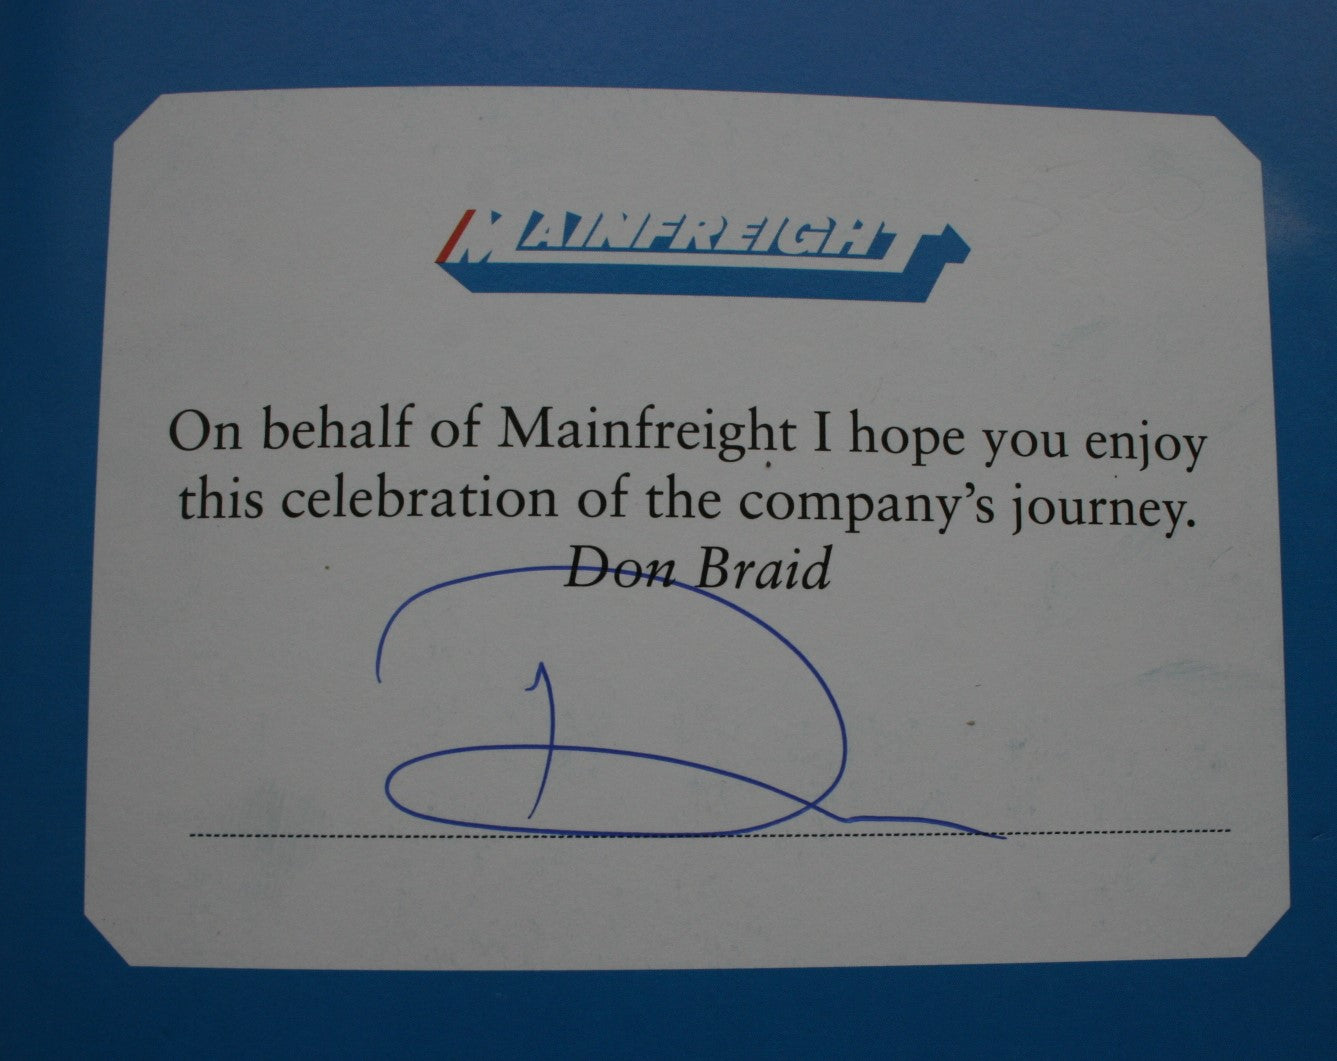 MAINFREIGHT
On behalf of Mainfreight I hope you enjoy
this celebration of the company's journey.
Don Braid